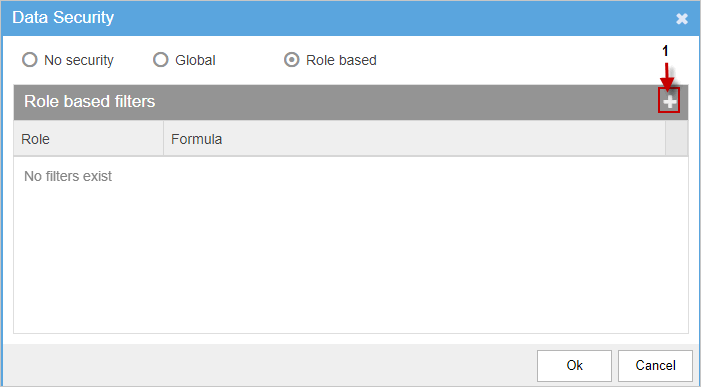 Data Security
No security Global Role based
1
Role based filters
Role Formula
No filters exist
Ok Cancel